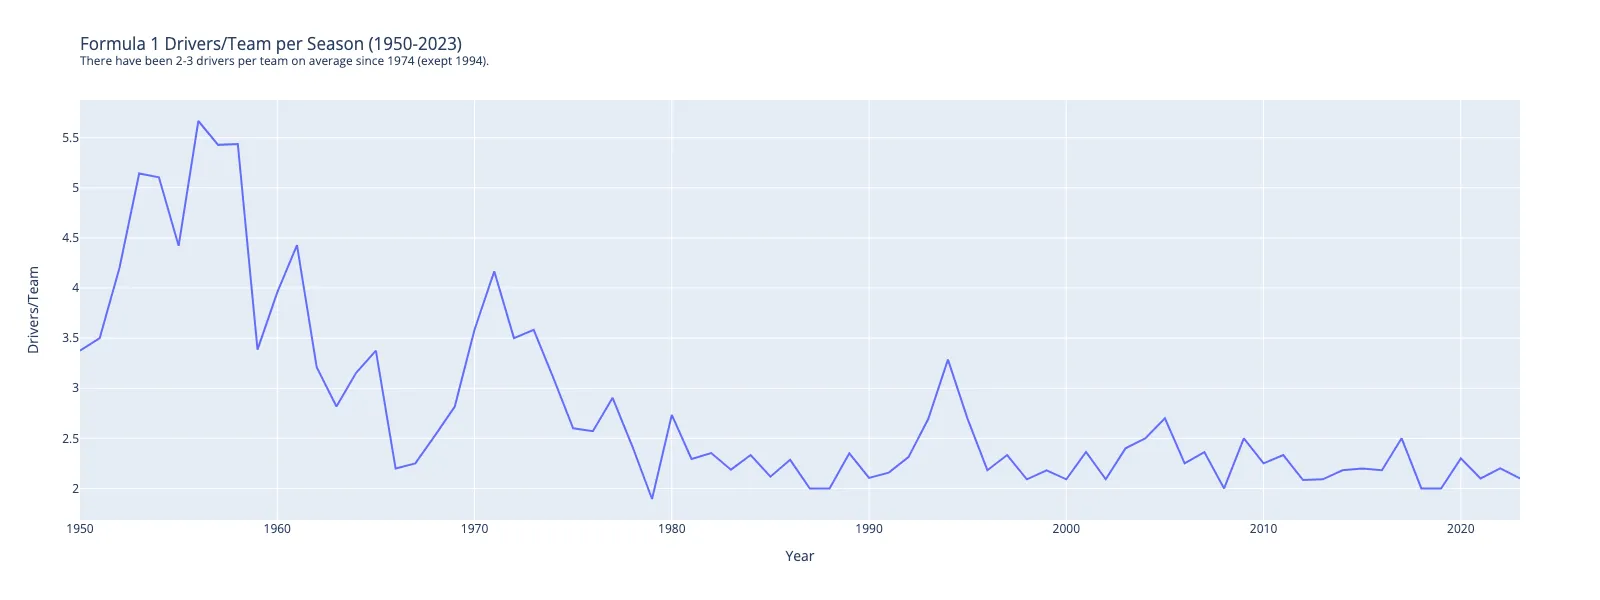 Formula 1 Drivers/Team per Season (1950-2023)
There have been 2-3 drivers per team on average since 1974 (exept 1994).
5.5
5
4.5
4
3.5
3
2.5
2
Drivers/Team
1950 1960 1970 1980 1990 2000 2010 2020
Year